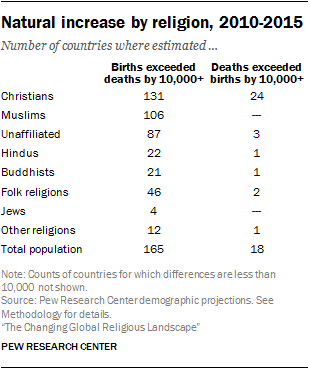 Natural increase by religion, 2010-2015
Number of countries where estimated ...
Births exceeded deaths by 10,000+ Deaths exceeded births by 10,000+
Christians 131 24
Muslims 106 —
Unaffiliated 87 3
Hindus 22 1
Buddhists 21 1
Folk religions 46 2
Jews 4 —
Other religions 12 1
Total population 165 18
Note: Counts of countries for which differences are less than
10,000 not shown.
Source: Pew Research Center demographic projections. See
Methodology for details.
“The Changing Global Religious Landscape”
PEW RESEARCH CENTER